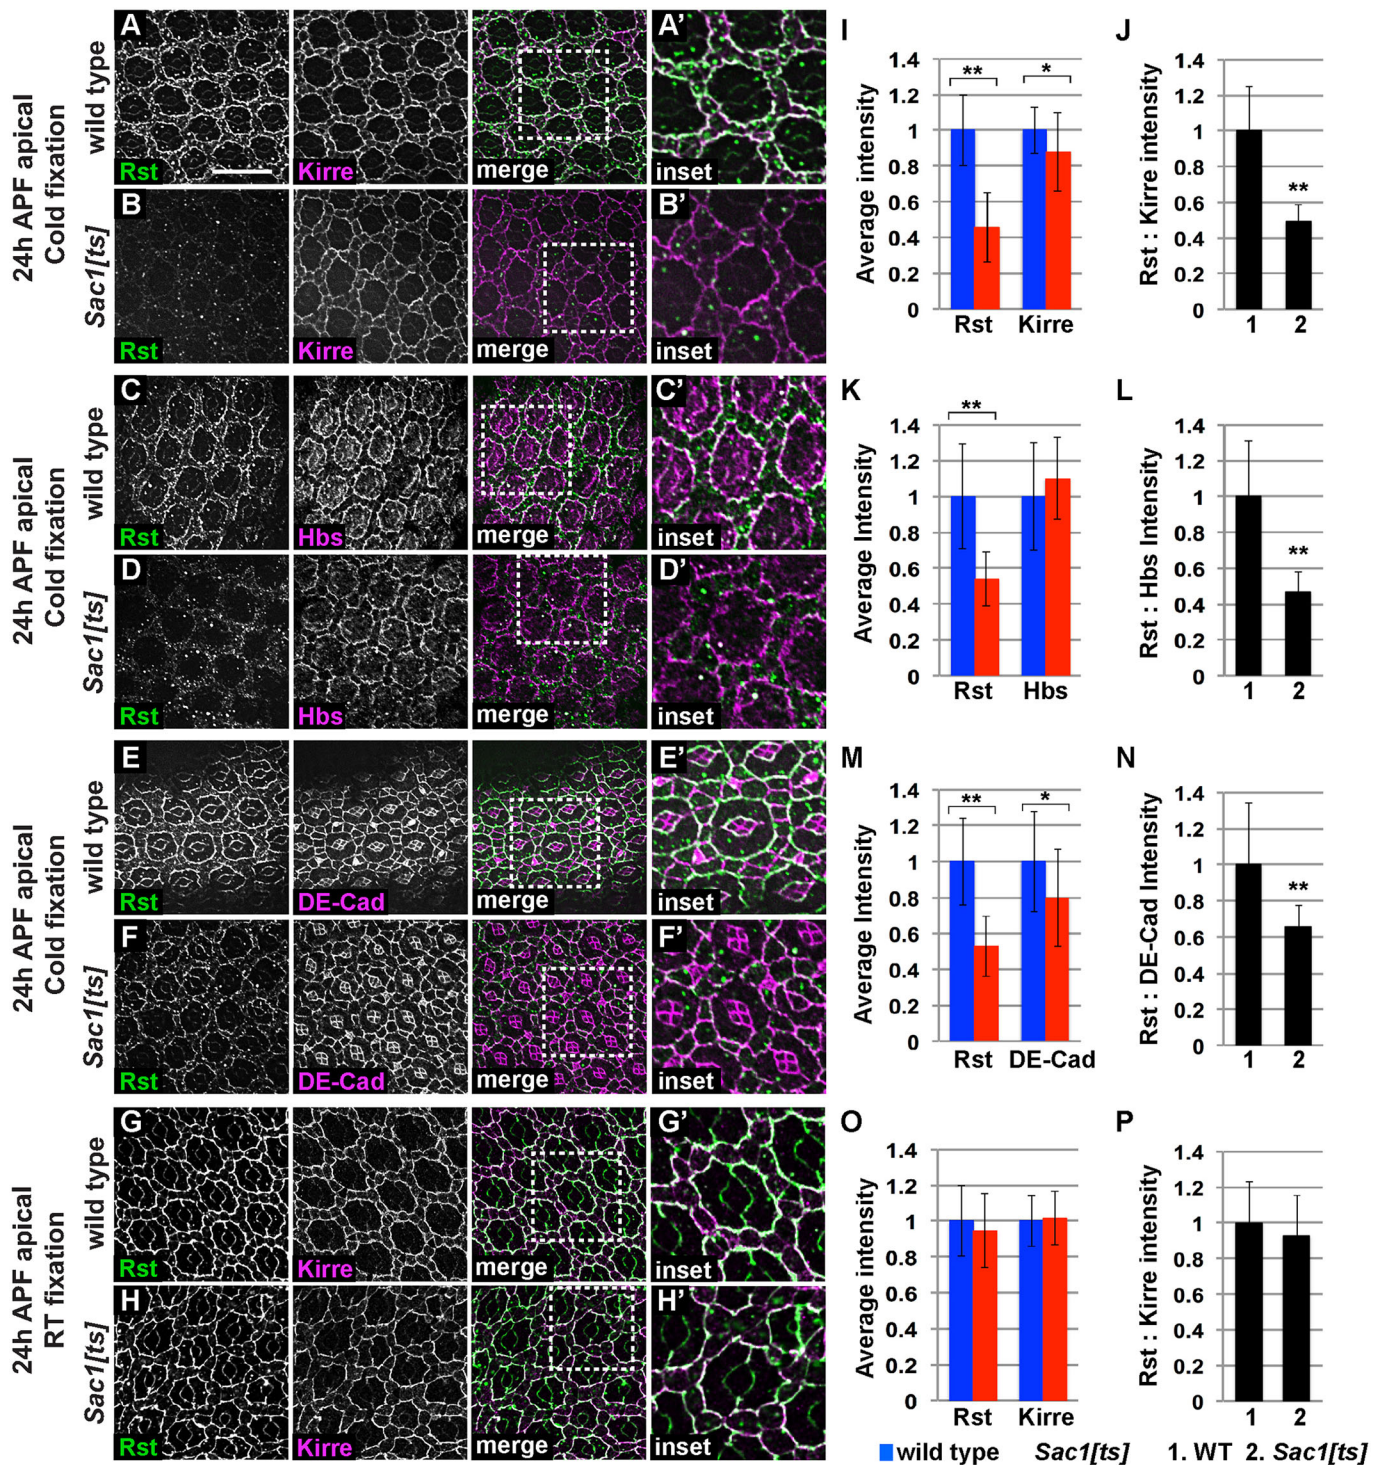 24h APF apical
Cold fixation
wild type
A
Rst
Kirre
merge
A'
inset
Sac1[ts]
B
Rst
Kirre
merge
B'
inset
24h APF apical
Cold fixation
wild type
C
Rst
Hbs
merge
C'
inset
Sac1[ts]
D
Rst
Hbs
merge
D'
inset
24h APF apical
Cold fixation
wild type
E
Rst
DE-Cad
merge
E'
inset
Sac1[ts]
F
Rst
DE-Cad
merge
F'
inset
24h APF apical
RT fixation
wild type
G
Rst
Kirre
merge
G'
inset
Sac1[ts]
H
Rst
Kirre
merge
H'
inset
I
Average intensity
1.4
1.2
1
0.8
0.6
0.4
0.2
0
** *
Rst Kirre
J
Rst : Kirre intensity
1.4
1.2
1
0.8
0.6
0.4
0.2
0
**
1 2
K
Average Intensity
1.4
1.2
1
0.8
0.6
0.4
0.2
0
**
Rst Hbs
L
Rst : Hbs Intensity
1.4
1.2
1
0.8
0.6
0.4
0.2
0
**
1 2
M
Average Intensity
1.4
1.2
1
0.8
0.6
0.4
0.2
0
** *
Rst DE-Cad
N
Rst : DE-Cad Intensity
1.4
1.2
1
0.8
0.6
0.4
0.2
0
**
1 2
O
Average intensity
1.4
1.2
1
0.8
0.6
0.4
0.2
0
Rst Kirre
P
Rst : Kirre intensity
1.4
1.2
1
0.8
0.6
0.4
0.2
0
1 2
wild type Sac1[ts] 1. WT 2. Sac1[ts]